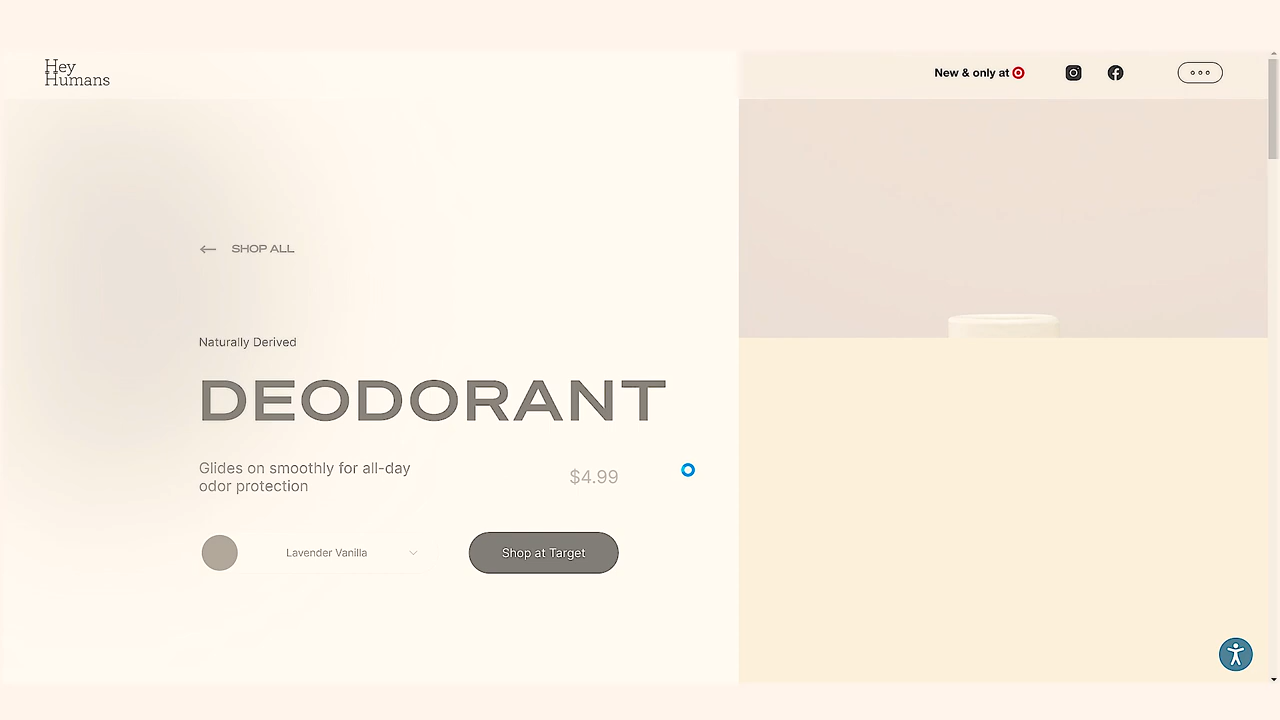 Hey
Humans
New & only at
SHOP ALL
Naturally Derived
DEODORANT
Glides on smoothly for all-day
odor protection
$4.99
Lavender Vanilla
Shop at Target